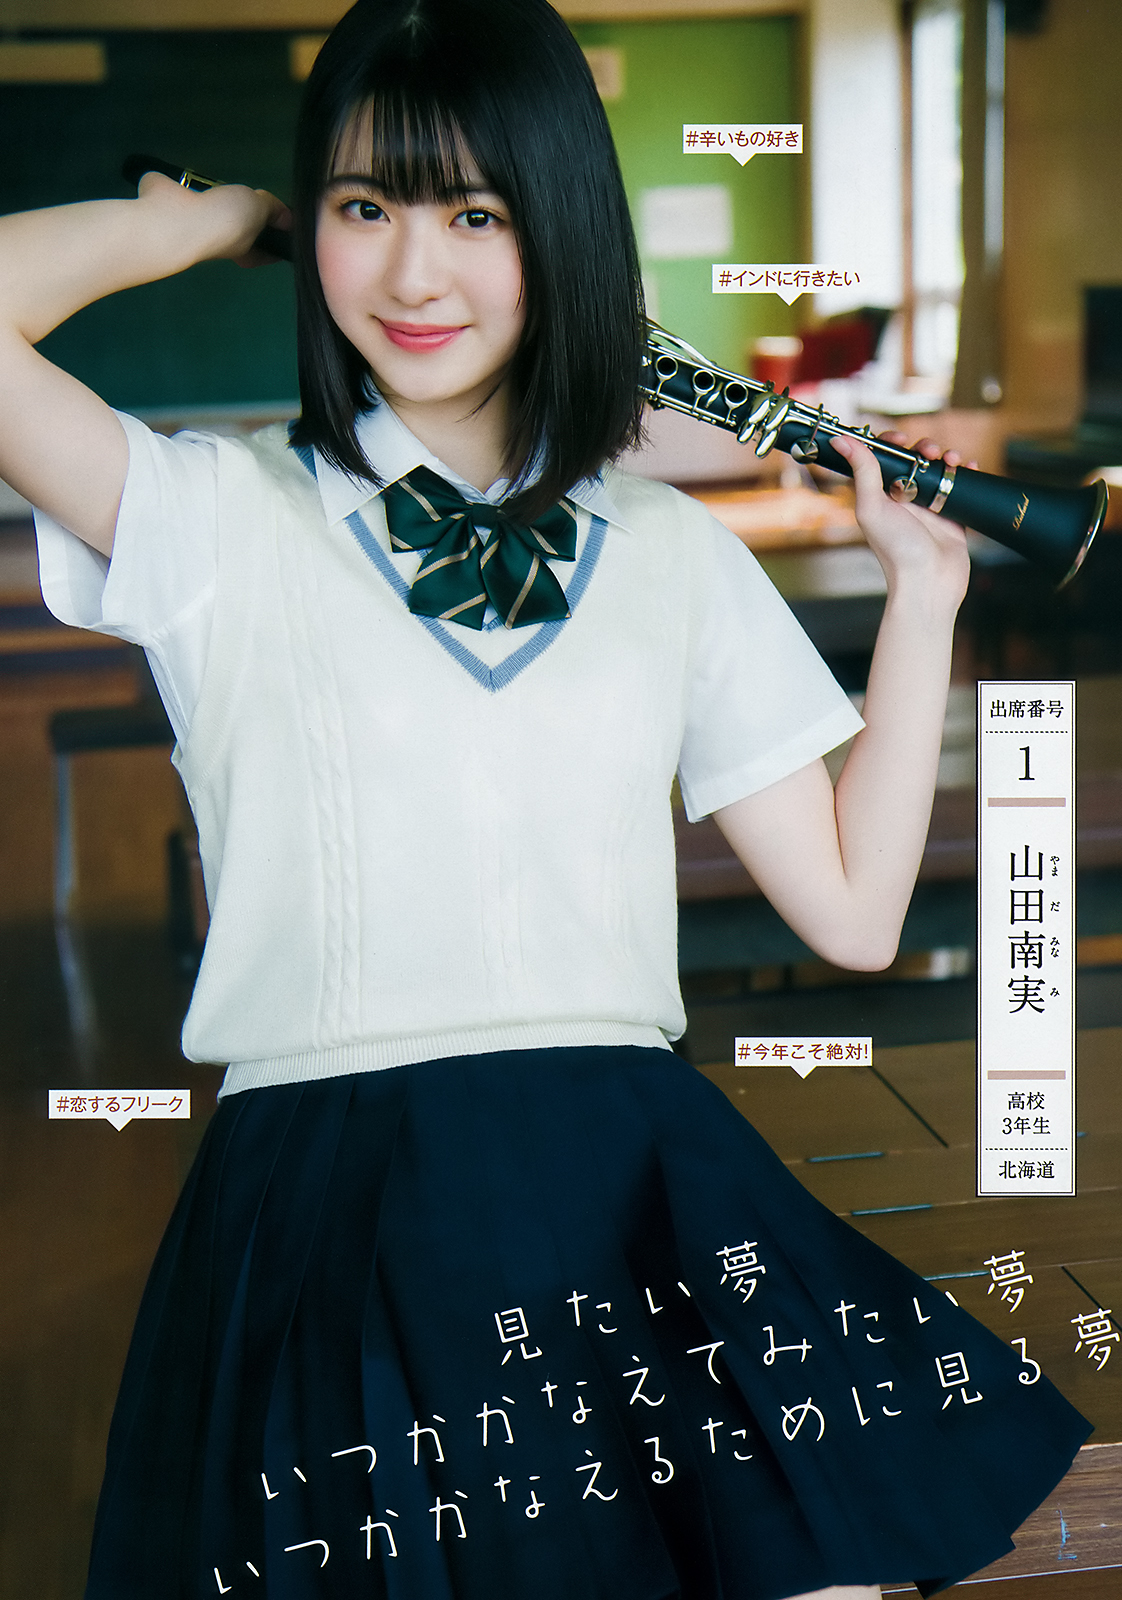 #辛いもの好き
#インドに行きたい
出席番号
1
山田南実
やまだみなみ
高校
3年生
北海道
#今年こそ絶対!
#恋するフリーク
見たい夢
いつかかなえてみたい夢
いつかかなえるために見る夢